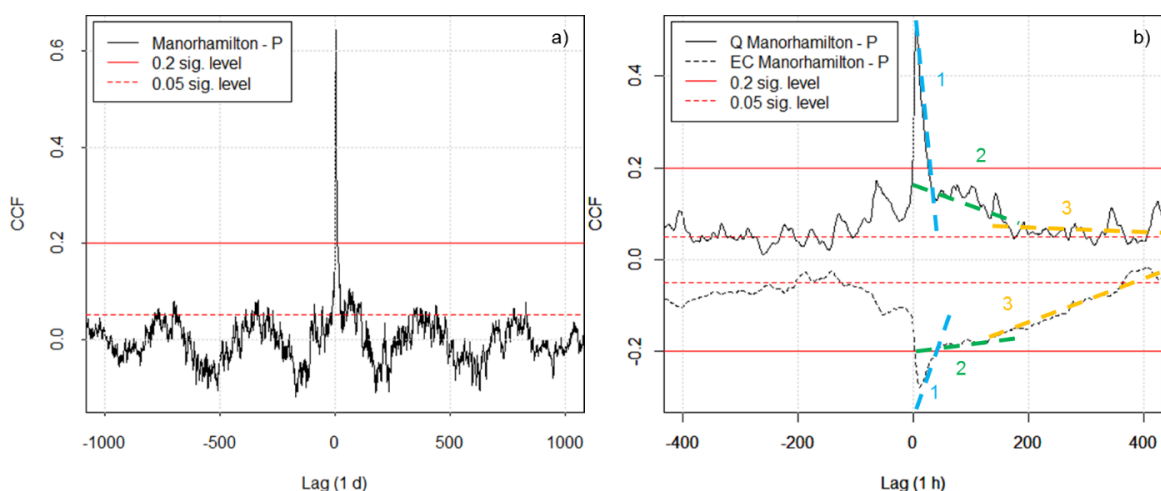 Manorhamilton - P
0.2 sig. level
0.05 sig. level
a)
0.6
0.4
0.2
0.0
CCF
-1000
-500
0
500
1000
Lag (1 d)
Q Manorhamilton - P
EC Manorhamilton - P
0.2 sig. level
0.05 sig. level
b)
1
2
3
3
2
1
0.4
0.2
0.0
-0.2
CCF
-400
-200
0
200
400
Lag (1 h)